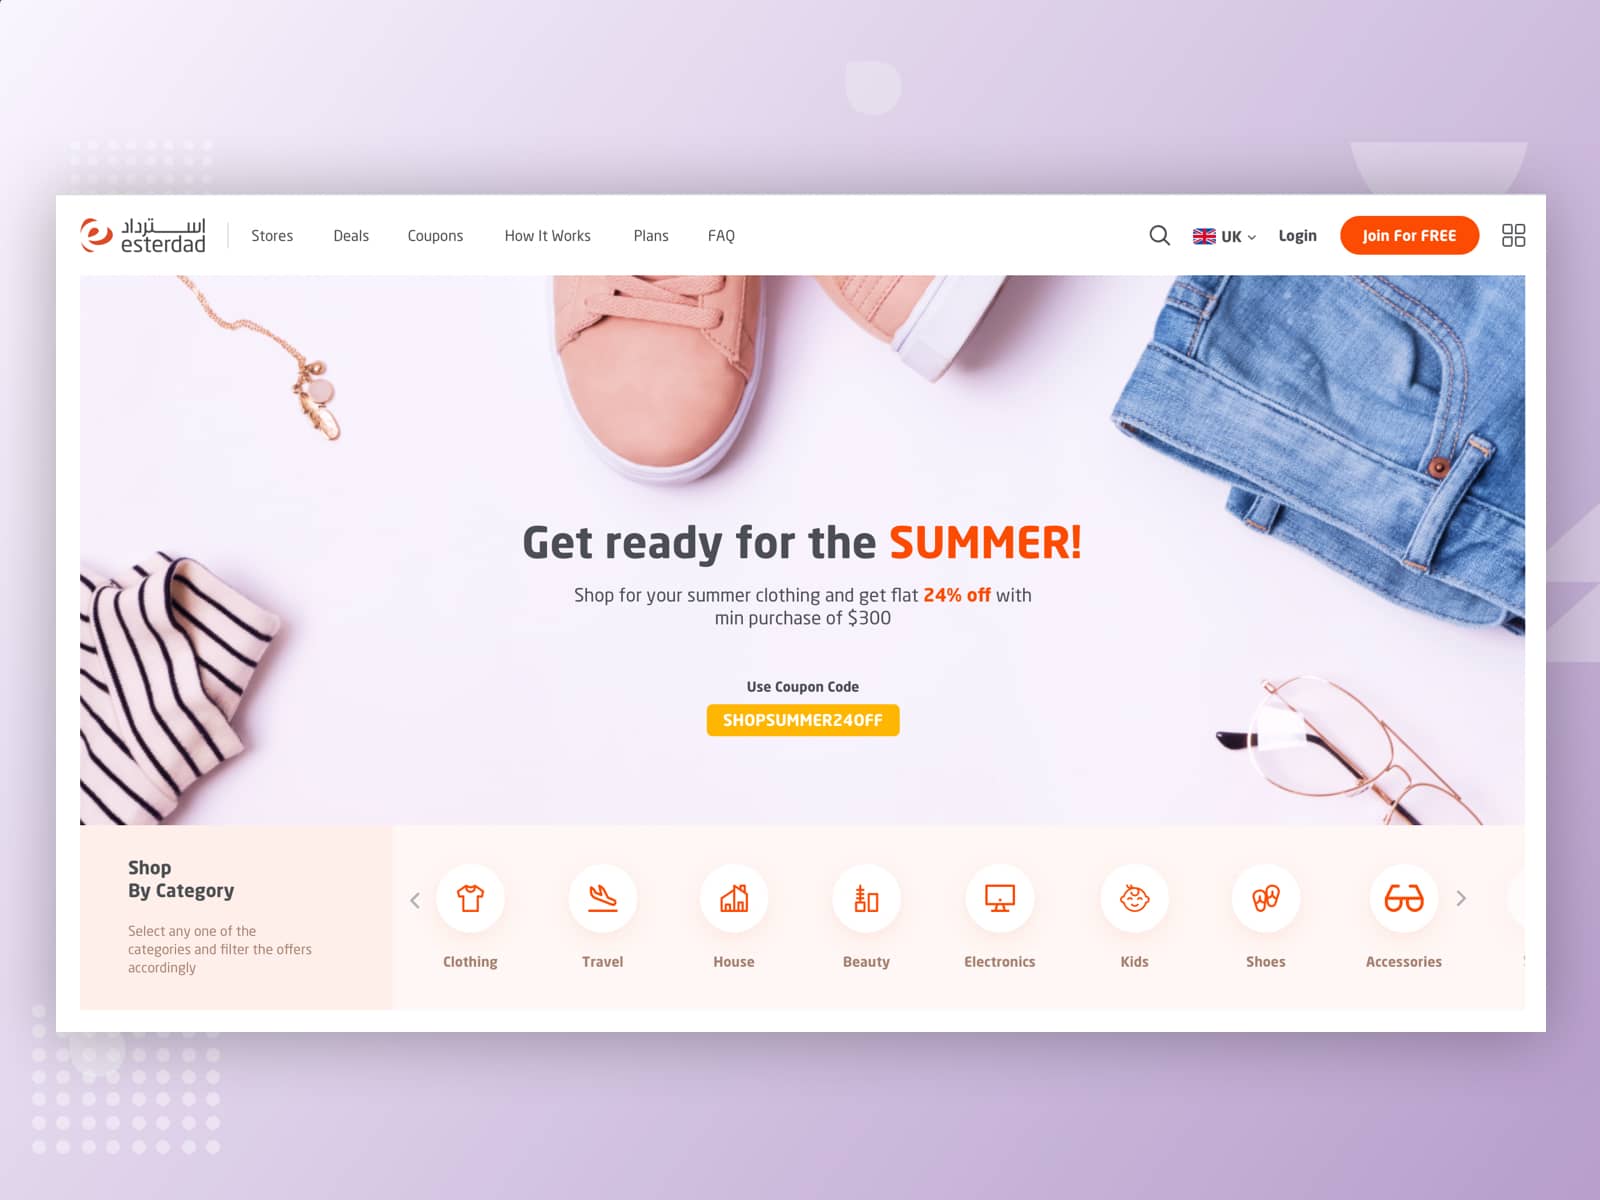 استرداد
esterdad
Stores
Deals
Coupons
How It Works
Plans
FAQ
UK
Login
Join For FREE
Get ready for the SUMMER!
Shop for your summer clothing and get flat 24% off with
min purchase of $300
Use Coupon Code
SHOPSUMMER24OFF
Shop
By Category
Select any one of the
categories and filter the offers
accordingly
Clothing
Travel
House
Beauty
Electronics
Kids
Shoes
Accessories